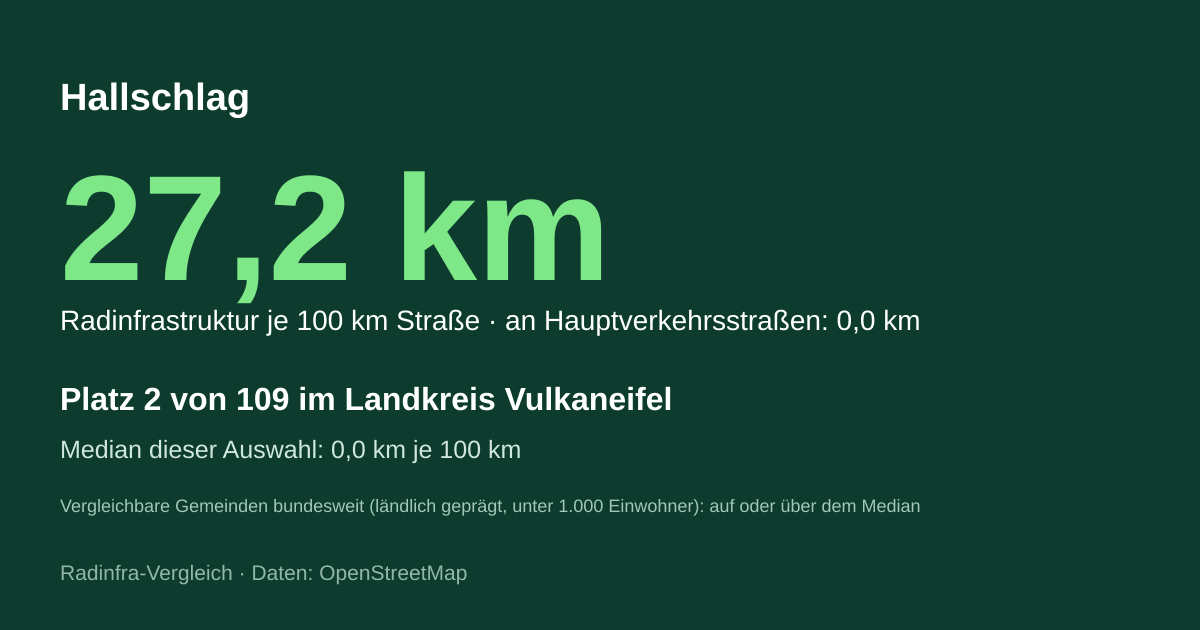 Hallschlag
27,2 km
Radinfrastruktur je 100 km Straße · an Hauptverkehrsstraßen: 0,0 km
Platz 2 von 109 im Landkreis Vulkaneifel
Median dieser Auswahl: 0,0 km je 100 km
Vergleichbare Gemeinden bundesweit (ländlich geprägt, unter 1.000 Einwohner): auf oder über dem Median
Radinfra-Vergleich · Daten: OpenStreetMap